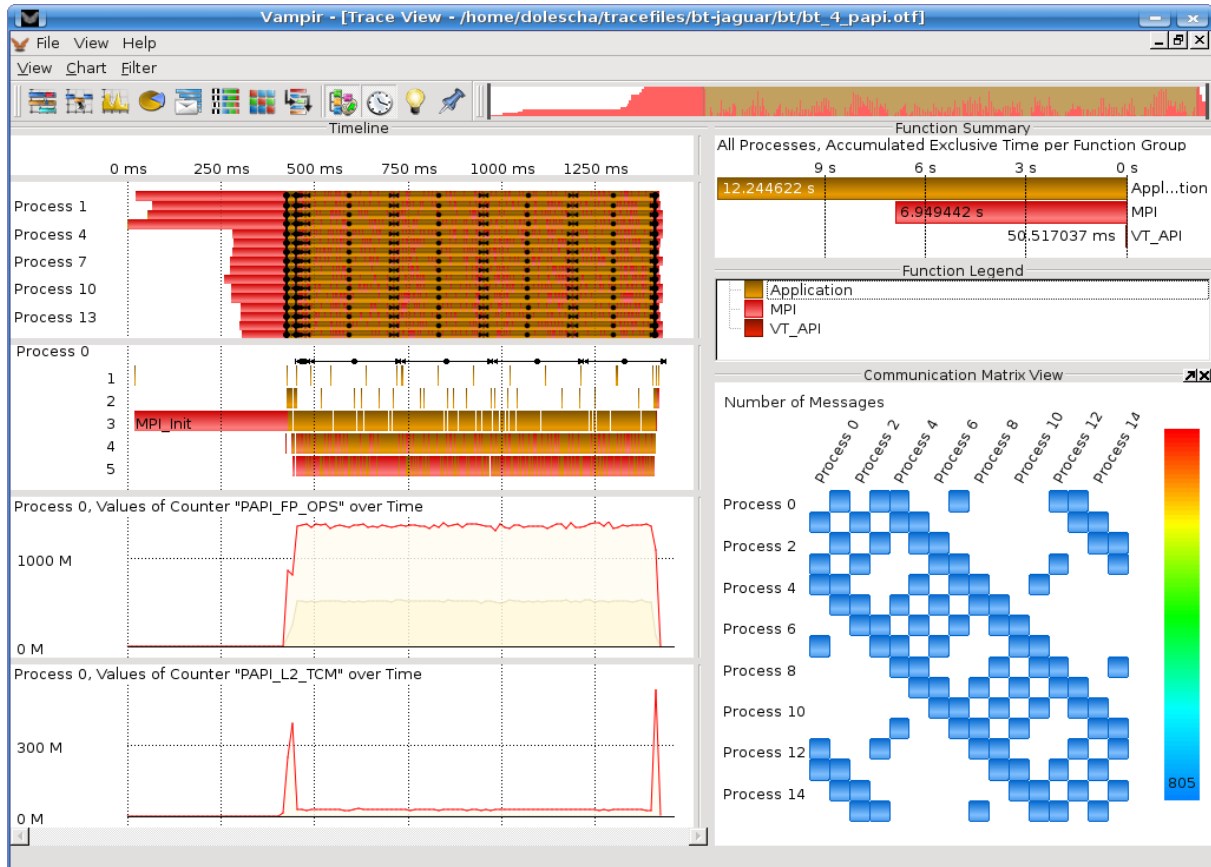 Vampir - [Trace View - /home/dolescha/tracefiles/bt-jaguar/bt/bt_4_papi.otf]
File View Help
View Chart Filter
Timeline
0 ms 250 ms 500 ms 750 ms 1000 ms 1250 ms
Process 1
Process 4
Process 7
Process 10
Process 13
Process 0
1
2
3 MPI_Init
4
5
Process 0, Values of Counter "PAPI_FP_OPS" over Time
1000 M
0 M
Process 0, Values of Counter "PAPI_L2_TCM" over Time
300 M
0 M
Function Summary
All Processes, Accumulated Exclusive Time per Function Group
9 s 6 s 3 s 0 s
12.244622 s Appl...tion
6.949442 s MPI
50.517037 ms VT_API
Function Legend
Application
MPI
VT_API
Communication Matrix View
Number of Messages
Process 0 Process 2 Process 4 Process 6 Process 8 Process 10 Process 12 Process 14
Process 0
Process 2
Process 4
Process 6
Process 8
Process 10
Process 12
Process 14
805